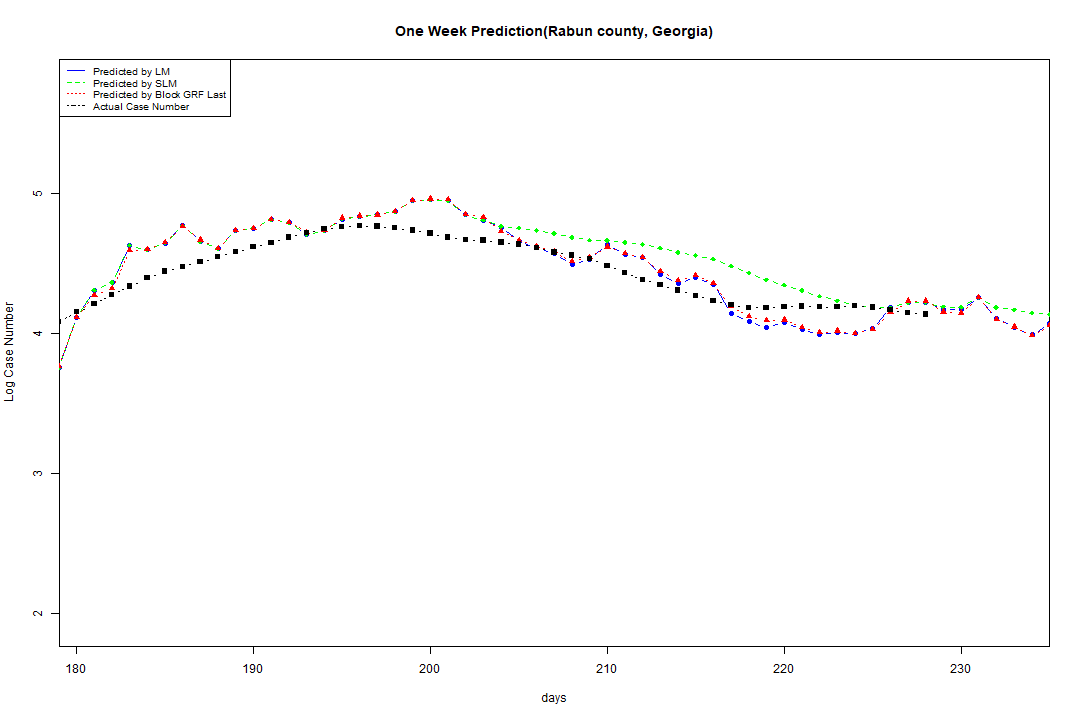 One Week Prediction(Rabun county, Georgia)
Predicted by LM
Predicted by SLM
Predicted by Block GRF Last
Actual Case Number
5
4
3
2
Log Case Number
180 190 200 210 220 230
days